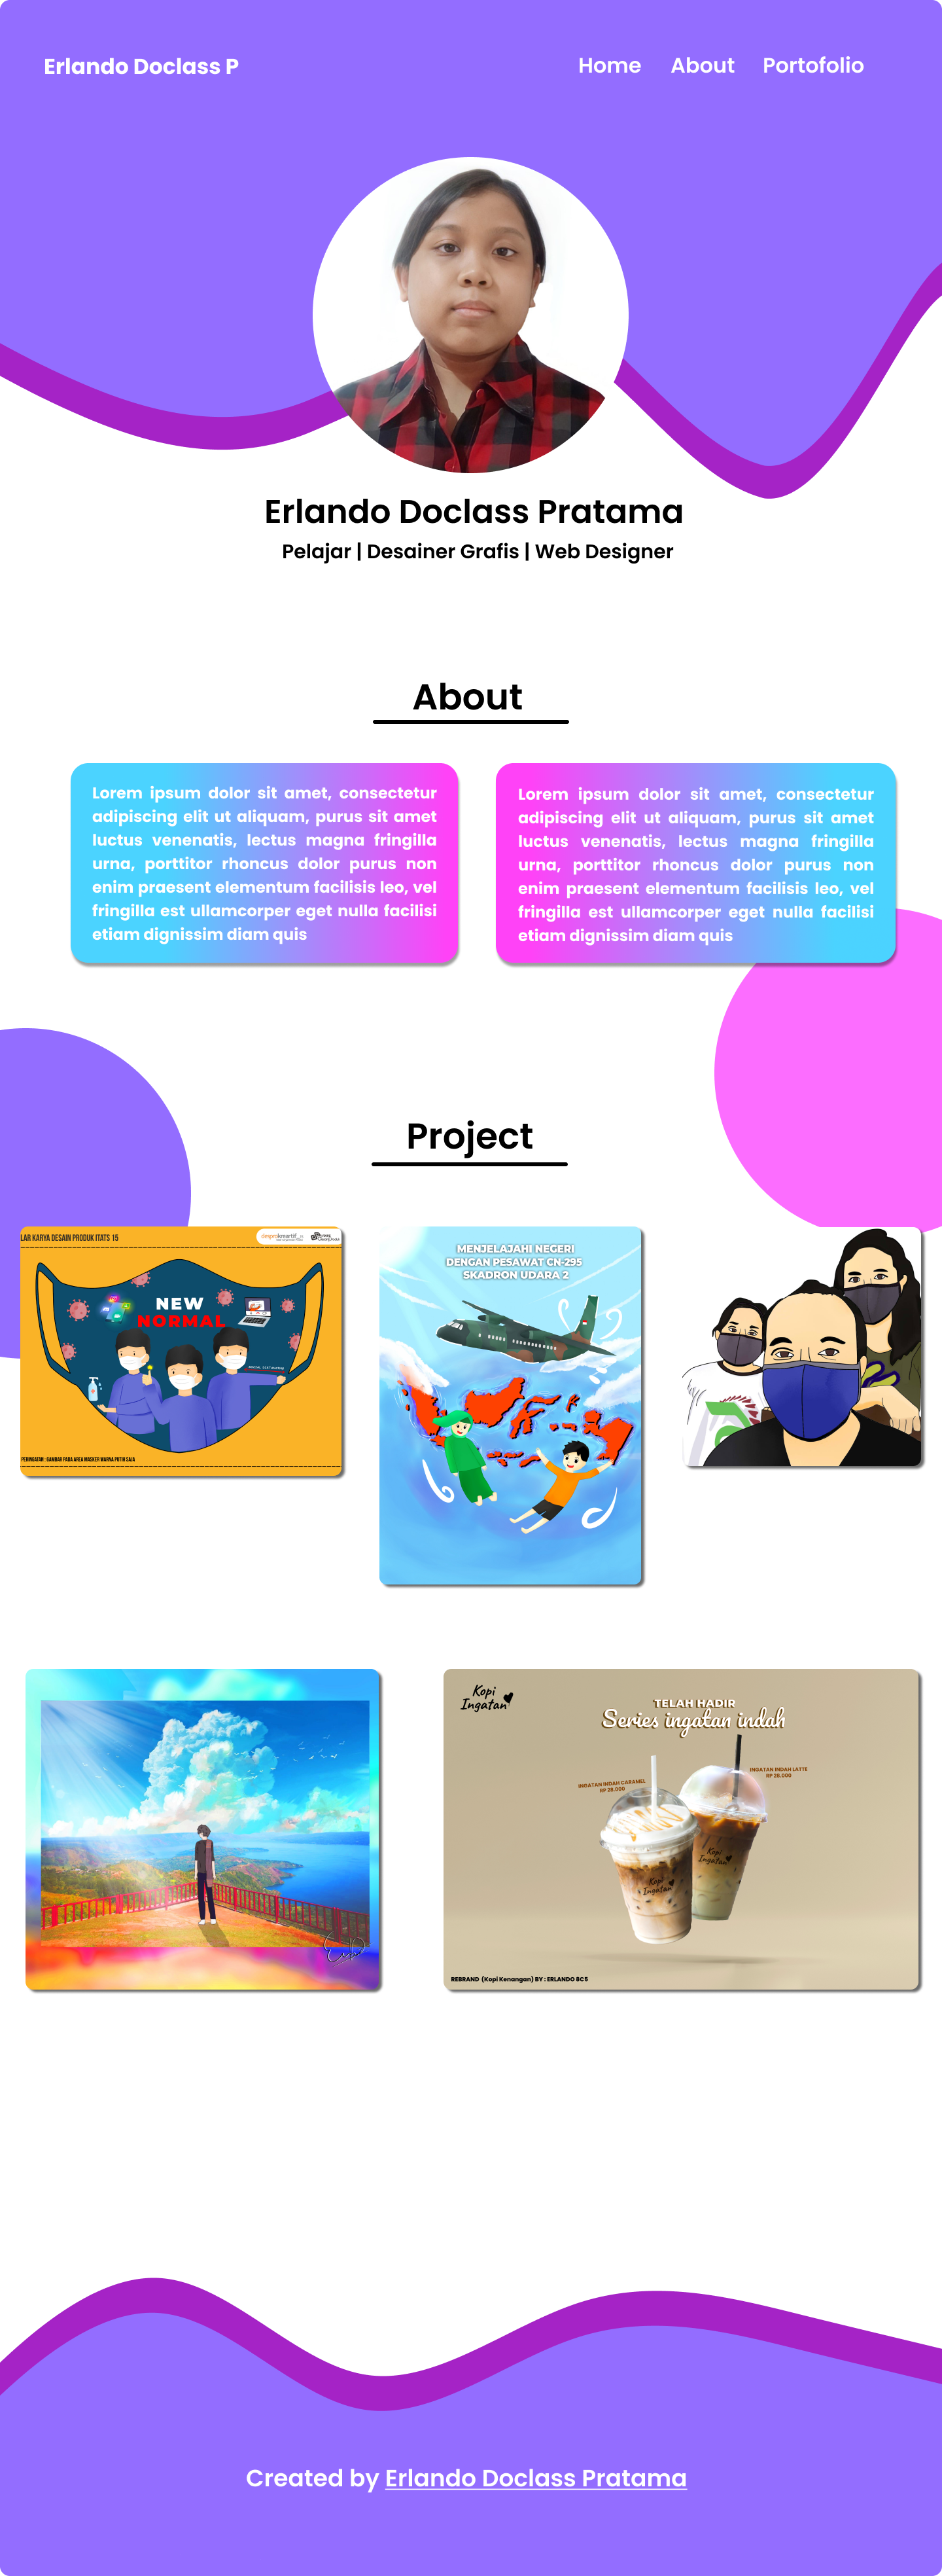 Erlando Doclass P
Home About Portofolio
Erlando Doclass Pratama
Pelajar | Desainer Grafis | Web Designer
About
Lorem ipsum dolor sit amet, consectetur
adipiscing elit ut aliquam, purus sit amet
luctus venenatis, lectus magna fringilla
urna, porttitor rhoncus dolor purus non
enim praesent elementum facilisis leo, vel
fringilla est ullamcorper eget nulla facilisi
etiam dignissim diam quis
Lorem ipsum dolor sit amet, consectetur
adipiscing elit ut aliquam, purus sit amet
luctus venenatis, lectus magna fringilla
urna, porttitor rhoncus dolor purus non
enim praesent elementum facilisis leo, vel
fringilla est ullamcorper eget nulla facilisi
etiam dignissim diam quis
Project
LAR KARYA DESAIN PRODUK ITATS 15
NEW
NORMAL
PERINGATAN : GAMBAR PADA AREA MASKER WARNA PUTIH SAJA
MENJELAJAHI NEGERI
DENGAN PESAWAT CN-295
SKADRON UDARA 2
Kopi
Ingatan
TELAH HADIR
Series ingatan indah
INGATAN INDAH CARAMEL
RP 28.000
INGATAN INDAH LATTE
RP 28.000
Kopi
Ingatan
Kopi
Ingatan
REBRAND (Kopi Kenangan) BY : ERLANDO 8C5
Created by Erlando Doclass Pratama